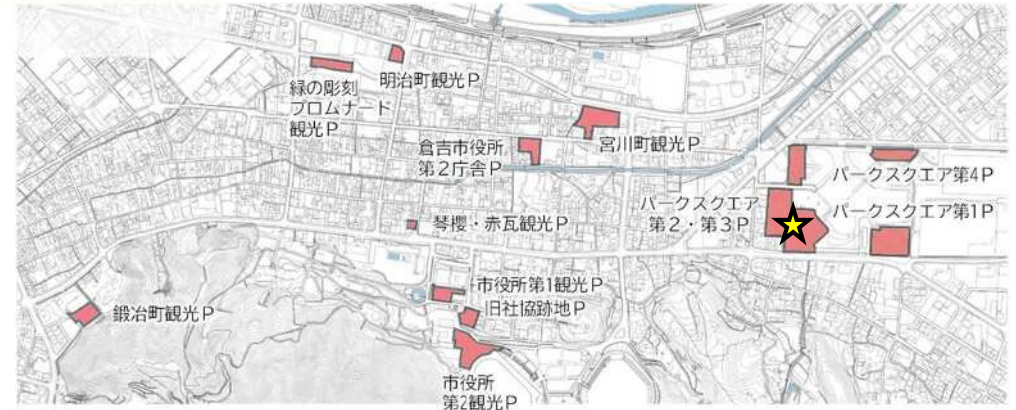 緑の彫刻
プロムナード
観光P
明治町観光P
倉吉市役所
第2庁舎P
宮川町観光P
パークスクエア第4P
パークスクエア
第2・第3P
パークスクエア第1P
琴櫻・赤瓦観光P
市役所第1観光P
旧社協跡地P
鍛冶町観光P
市役所
第2観光P